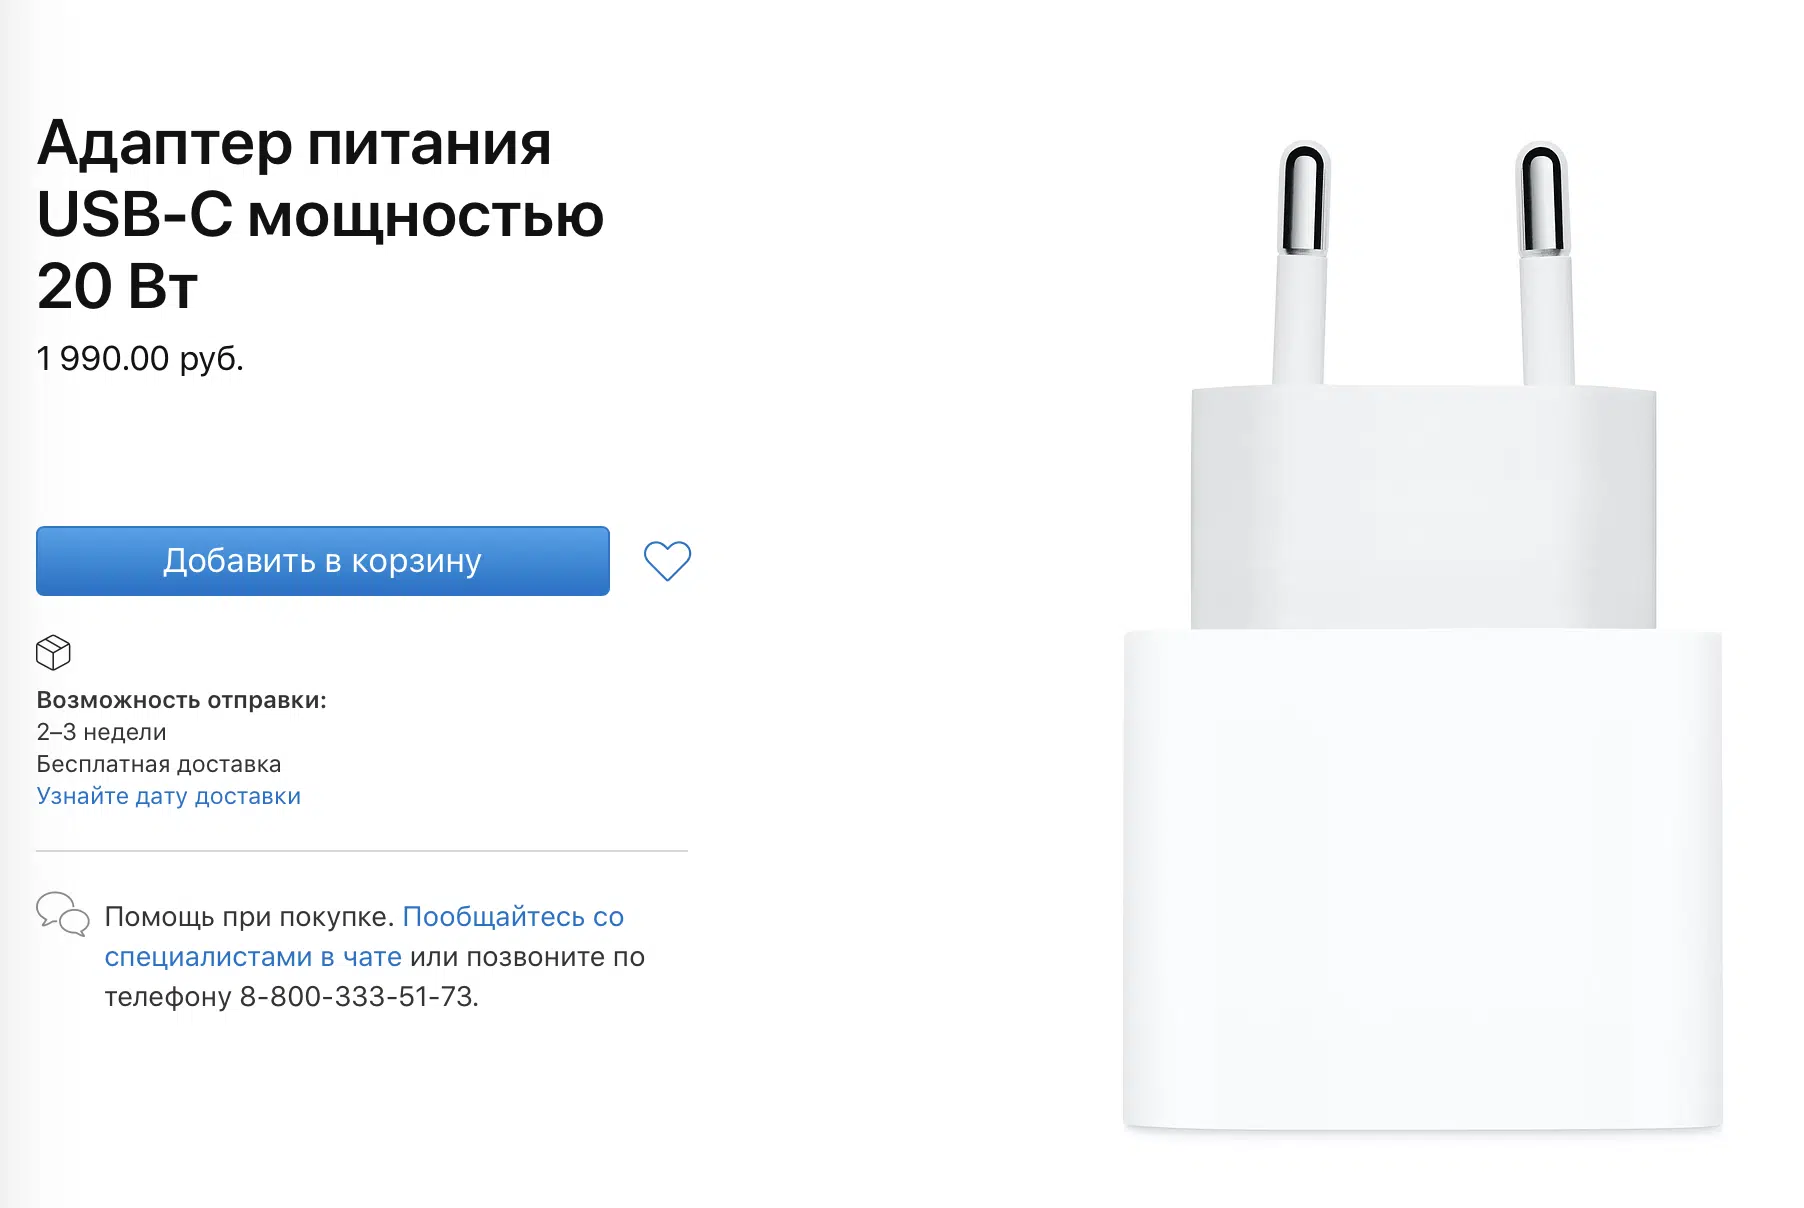 Адаптер питания
USB-C мощностью
20 Вт
1 990.00 руб.
Добавить в корзину
Возможность отправки:
2–3 недели
Бесплатная доставка
Узнайте дату доставки
Помощь при покупке. Пообщайтесь со
специалистами в чате или позвоните по
телефону 8-800-333-51-73.